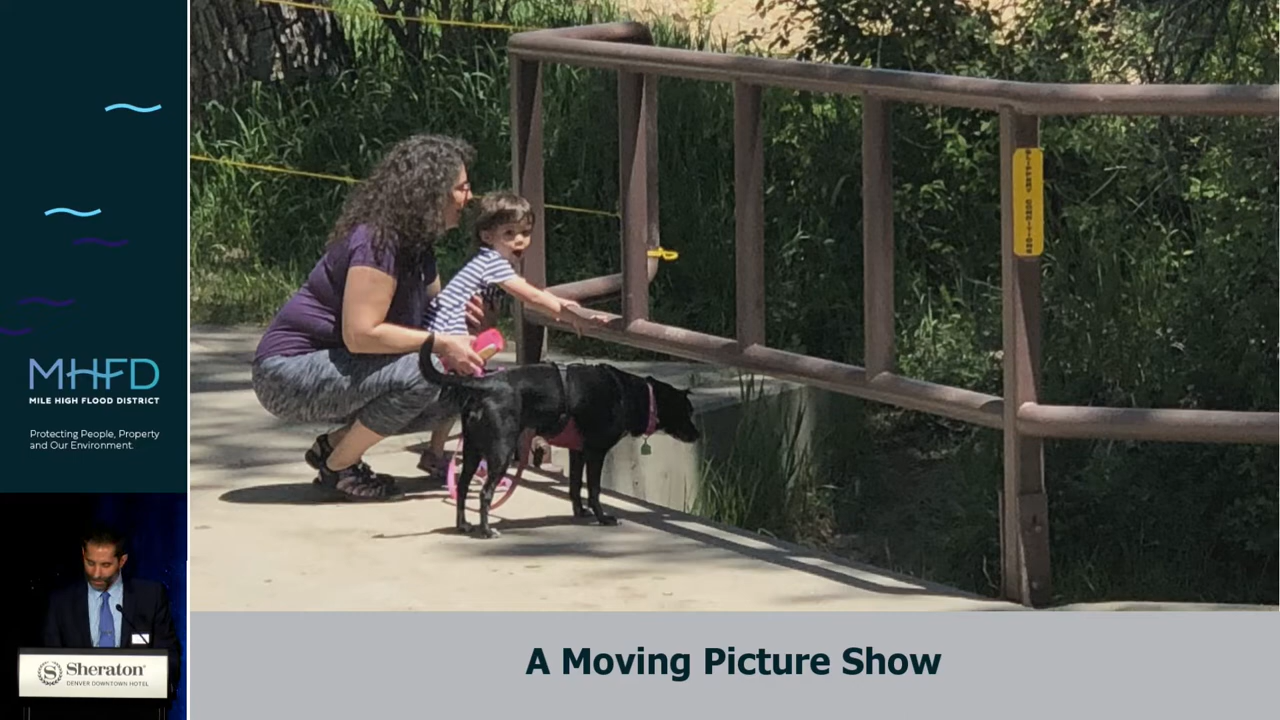 MHFD
MILE HIGH FLOOD DISTRICT
Protecting People, Property
and Our Environment.
S
Sheraton®
DENVER DOWNTOWN HOTEL
A Moving Picture Show